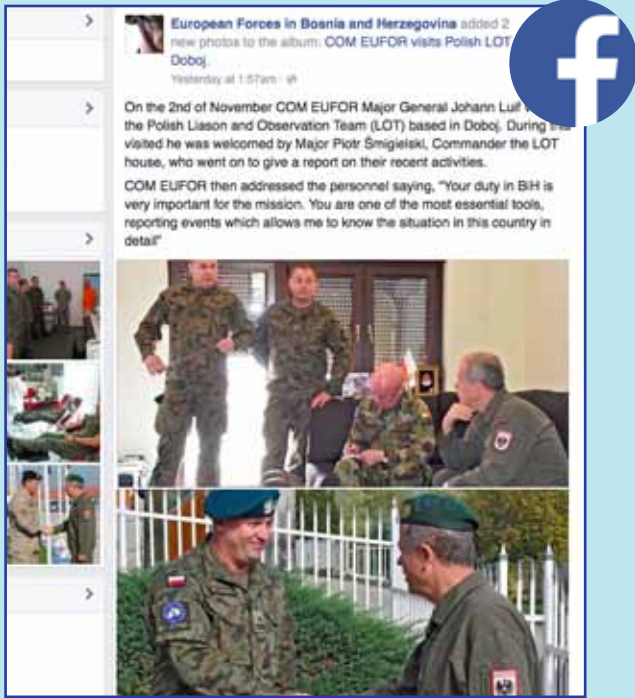 European Forces in Bosnia and Herzegovina added 2
new photos to the album: COM EUFOR visits Polish LOT
Doboj.
Yesterday at 1:57am
On the 2nd of November COM EUFOR Major General Johann Luif
the Polish Liason and Observation Team (LOT) based in Doboj. During
visited he was welcomed by Major Piotr Śmigielski, Commander the LOT
house, who went on to give a report on their recent activities.
COM EUFOR then addressed the personnel saying, "Your duty in BiH is
very important for the mission. You are one of the most essential tools,
reporting events which allows me to know the situation in this country in
detail"